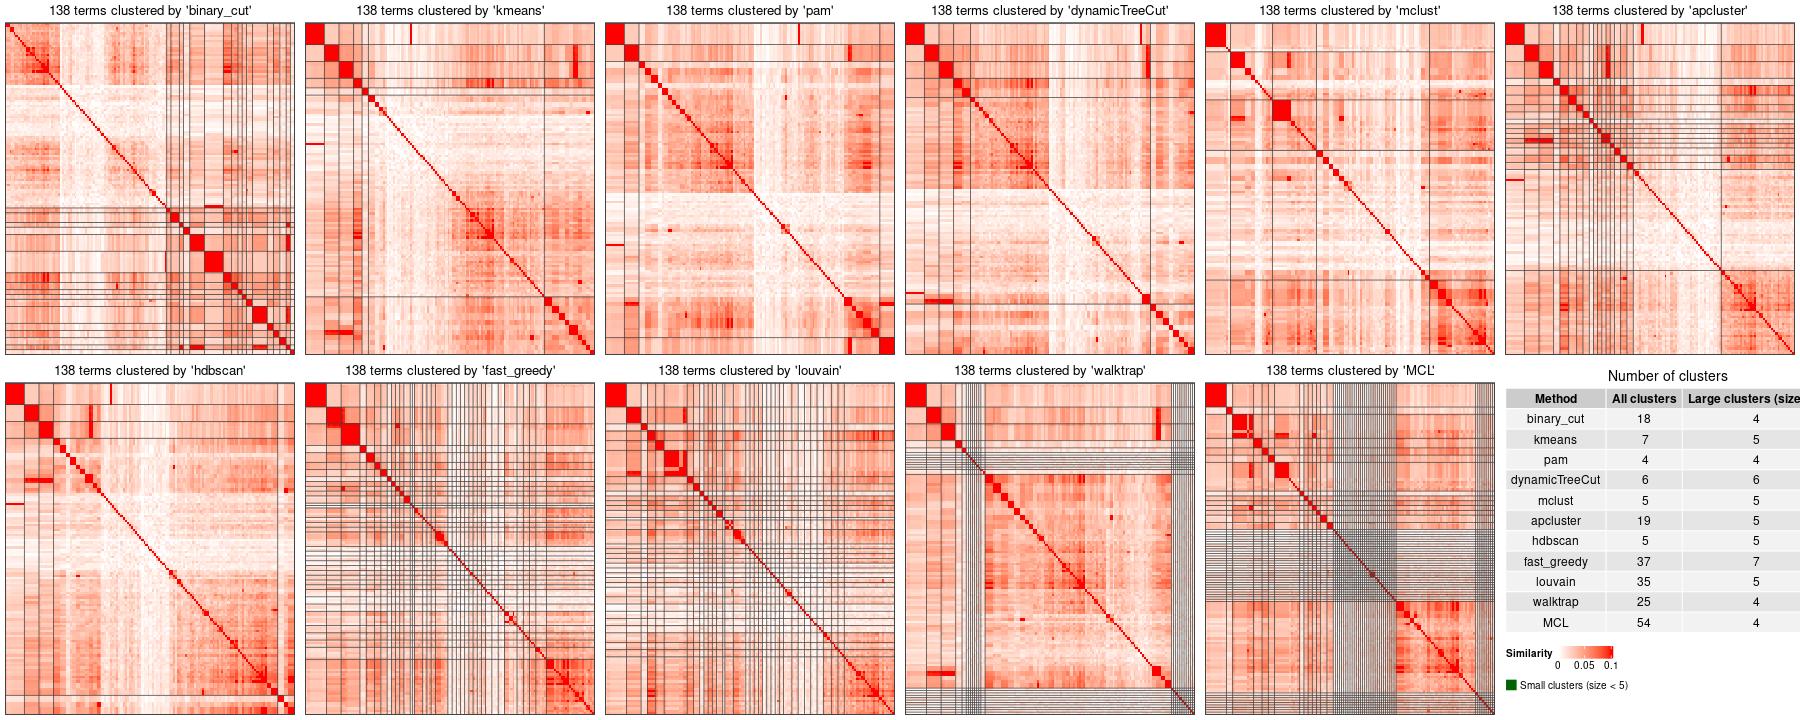 138 terms clustered by 'binary_cut'
138 terms clustered by 'kmeans'
138 terms clustered by 'pam'
138 terms clustered by 'dynamicTreeCut'
138 terms clustered by 'mclust'
138 terms clustered by 'apcluster'
138 terms clustered by 'hdbscan'
138 terms clustered by 'fast_greedy'
138 terms clustered by 'louvain'
138 terms clustered by 'walktrap'
138 terms clustered by 'MCL'
Number of clusters
Method All clusters Large clusters (size
binary_cut 18 4
kmeans 7 5
pam 4 4
dynamicTreeCut 6 6
mclust 5 5
apcluster 19 5
hdbscan 5 5
fast_greedy 37 7
louvain 35 5
walktrap 25 4
MCL 54 4
Similarity
0 0.05 0.1
Small clusters (size < 5)